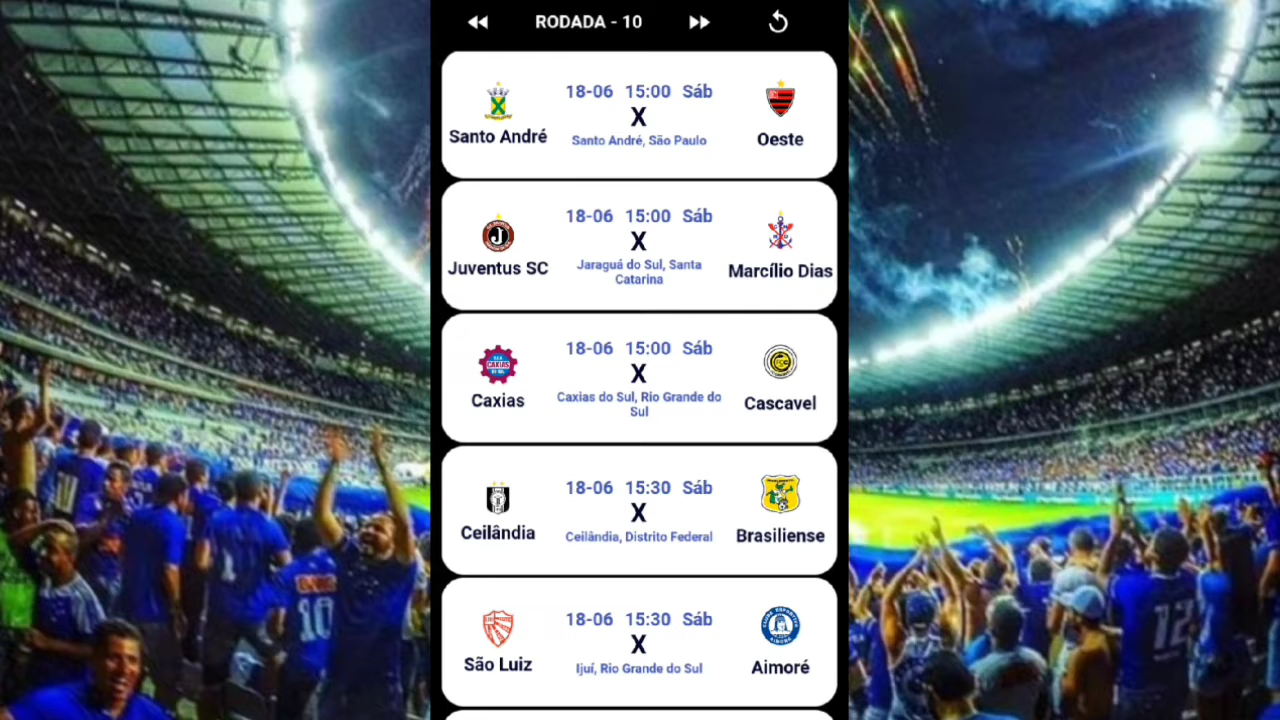 RODADA - 10
18-06 15:00 Sáb
X
Santo André
Santo André, São Paulo
Oeste
18-06 15:00 Sáb
X
J
Juventus SC
Jaraguá do Sul, Santa
Catarina
Marcílio Dias
18-06 15:00 Sáb
X
CAXIAS
Caxias
Caxias do Sul, Rio Grande do
Sul
Cascavel
18-06 15:30 Sáb
X
Ceilândia
Ceilândia, Distrito Federal
Brasiliense
18-06 15:30 Sáb
X
São Luiz
Ijuí, Rio Grande do Sul
Aimoré
10
12